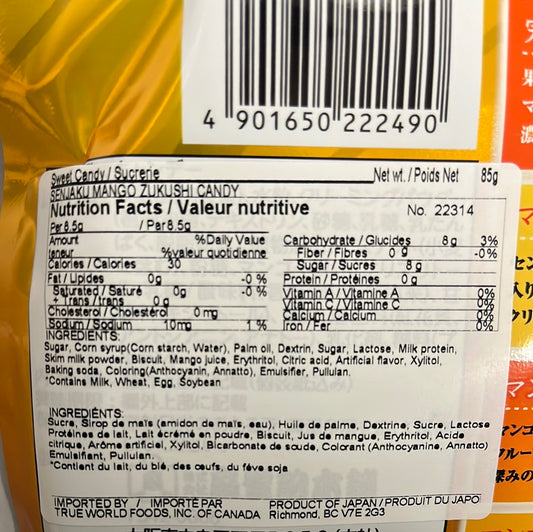 4 901650 222490
Sweet Candy / Sucrerie Net wt. / Poids Net 85g
SENJAKU MANGO ZUKUSHI CANDY
Nutrition Facts / Valeur nutritive No. 22314
Per 8.5g / Par 8.5g
Amount %Daily Value
teneur %valeur quotidienne
Calories / Calories 30
Fat / Lipides 0g -0 %
Saturated / Saturé 0g -0 %
+ Trans / trans 0g
Cholesterol / Cholestérol 0 mg
Sodium / Sodium 10mg 1 %
Carbohydrate / Glucides 8 g 3%
Fiber / Fibres 0 g -0%
Sugar / Sucres 8 g
Protein / Protéines 0 g
Vitamin A / Vitamine A 0%
Vitamin C / Vitamine C 0%
Calcium / Calcium 0%
Iron / Fer 0%
INGREDIENTS:
Sugar, Corn syrup(Corn starch, Water), Palm oil, Dextrin, Sugar, Lactose, Milk protein,
Skim milk powder, Biscuit, Mango juice, Erythritol, Citric acid, Artificial flavor, Xylitol,
Baking soda, Coloring(Anthocyanin, Annatto), Emulsifier, Pullulan.
*Contains Milk, Wheat, Egg, Soybean
INGREDIENTS:
Sucre, Sirop de maïs (amidon de maïs, eau), Huile de palme, Dextrine, Sucre, Lactose
Protéines de lait, Lait écrémé en poudre, Biscuit, Jus de mangue, Erythritol, Acide
citrique, Arôme artificiel, Xylitol, Bicarbonate de soude, Colorant (Anthocyanine, Annatto)
Emulsifiant, Pullulan.
*Contient du lait, du blé, des œufs, du féve soja
IMPORTED BY / IMPORTÉ PAR PRODUCT OF JAPAN / PRODUIT DU JAPO
TRUE WORLD FOODS, INC. OF CANADA Richmond, BC V7E 2G3